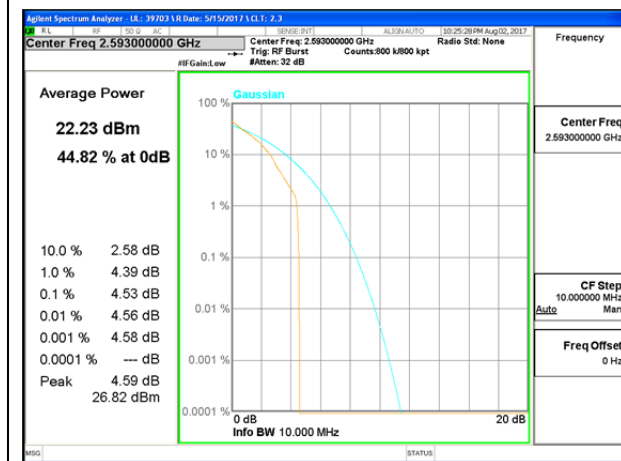 Agilent Spectrum Analyzer - UL: 39703 \ R Date: 5/15/2017 \ CLT: 2.3
RL RF 50 Ω AC SENSE:INT ALIGN AUTO 10:25:28 PM Aug 02, 2017
Center Freq 2.593000000 GHz
Center Freq: 2.593000000 GHz Radio Std: None
Trig: RF Burst Counts:800 k/800 kpt
#IFGain:Low #Atten: 32 dB
Frequency
Average Power
22.23 dBm
44.82 % at 0dB
10.0 % 2.58 dB
1.0 % 4.39 dB
0.1 % 4.53 dB
0.01 % 4.56 dB
0.001 % 4.58 dB
0.0001 % --- dB
Peak 4.59 dB
26.82 dBm
Gaussian
100 %
10 %
1 %
0.1 %
0.01 %
0.001 %
0.0001 %
0 dB 20 dB
Info BW 10.000 MHz
Center Freq
2.593000000 GHz
CF Step
10.000000 MHz
Auto Man
Freq Offset
0 Hz
MSG STATUS